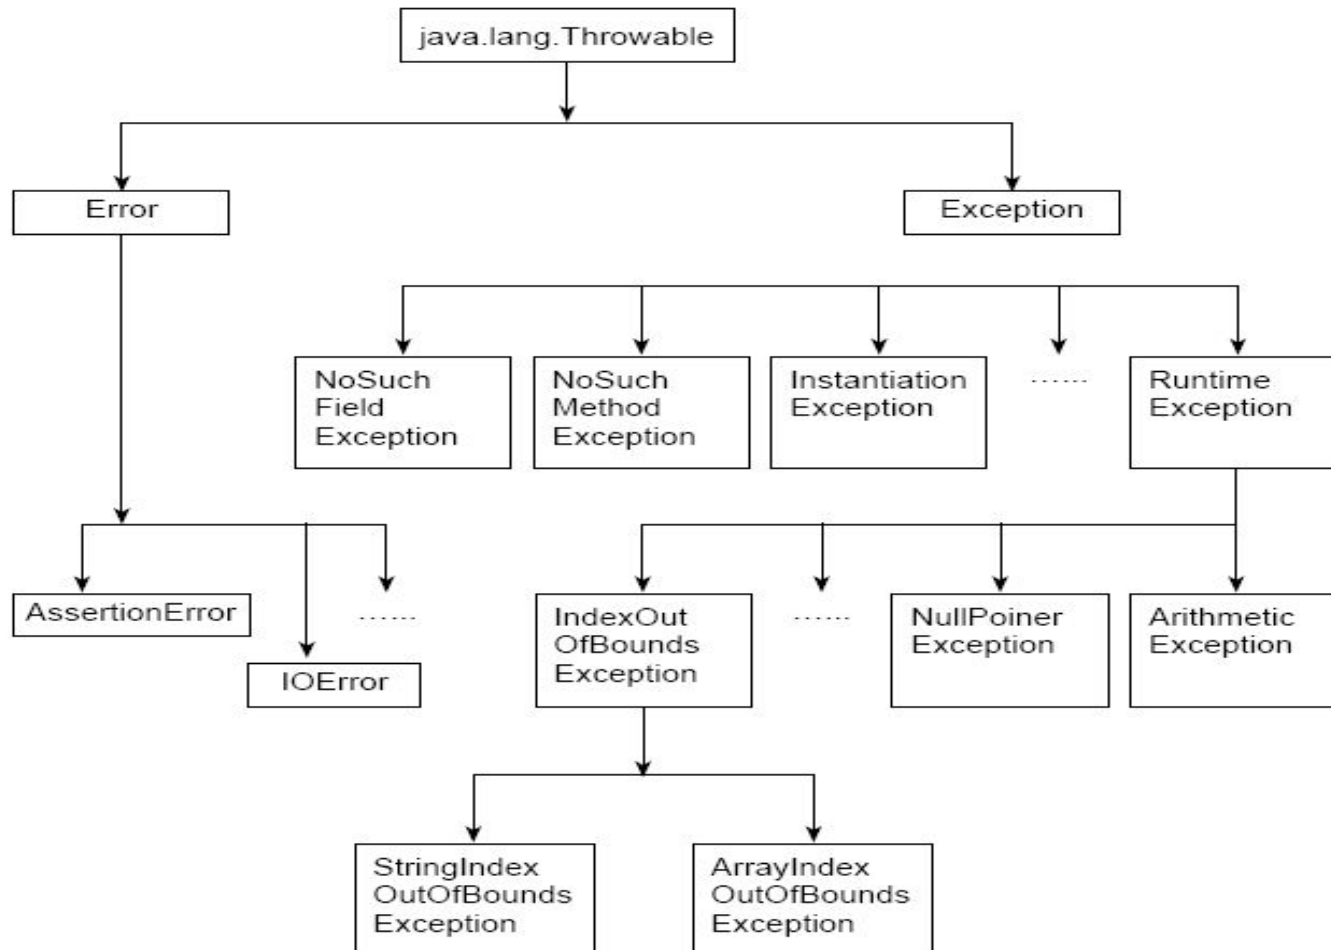 java.lang.Throwable
Error
Exception
NoSuch
Field
Exception
NoSuch
Method
Exception
Instantiation
Exception
......
Runtime
Exception
AssertionError
IOError
......
IndexOut
OfBounds
Exception
......
NullPoiner
Exception
Arithmetic
Exception
StringIndex
OutOfBounds
Exception
ArrayIndex
OutOfBounds
Exception